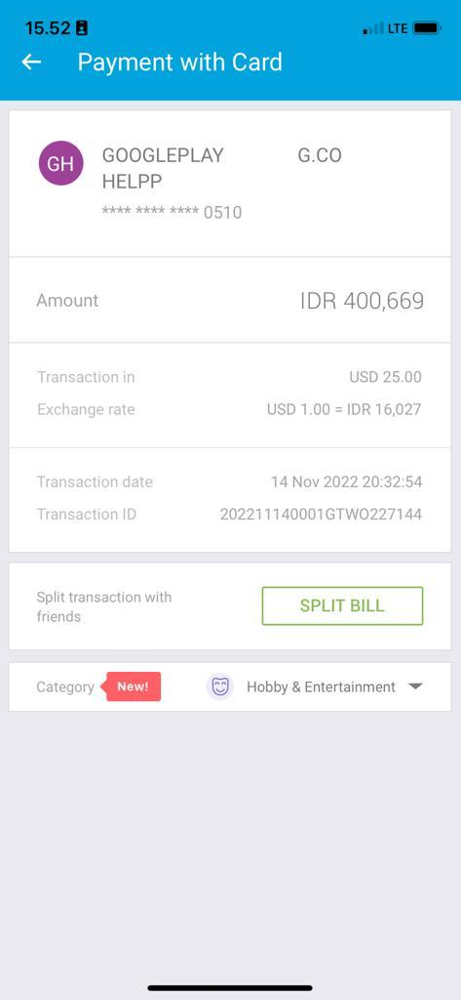 15.52 LTE
Payment with Card
GH GOOGLEPLAY G.CO
HELPP
**** **** **** 0510
Amount IDR 400,669
Transaction in USD 25.00
Exchange rate USD 1.00 = IDR 16,027
Transaction date 14 Nov 2022 20:32:54
Transaction ID 202211140001GTWO227144
Split transaction with
friends
SPLIT BILL
Category New! Hobby & Entertainment